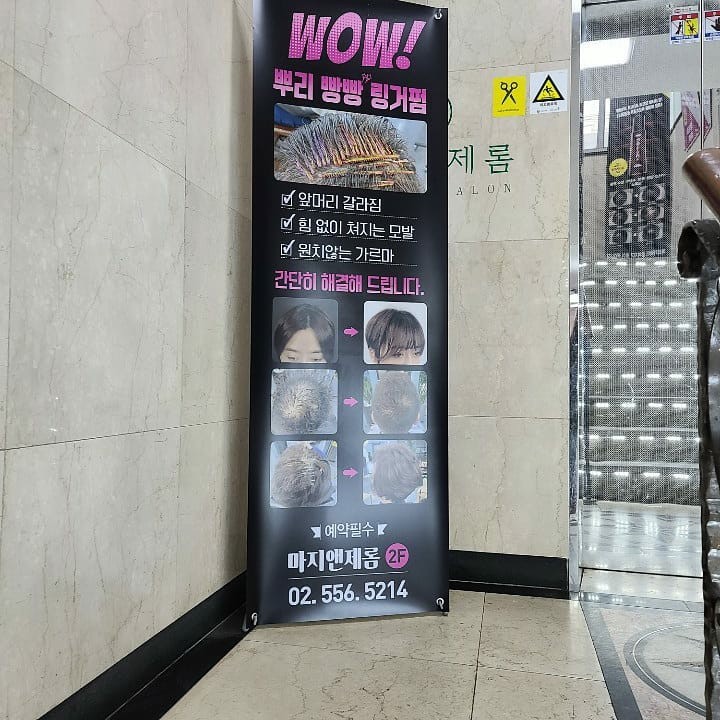 WOW!
뿌리 빵빵 링거펌
앞머리 갈라짐
힘 없이 처지는 모발
원치않는 가르마
간단히 해결해 드립니다.
예약필수
마지앤제롬 2F
02. 556. 5214
제롬
ALON